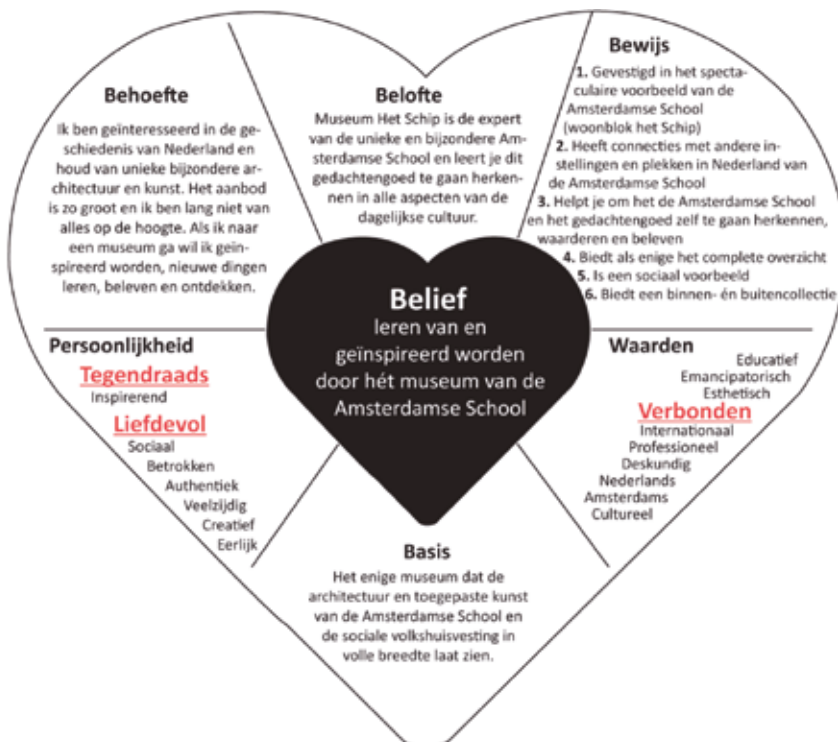 Behoefte
Ik ben geïnteresseerd in de ge-
schiedenis van Nederland en
houd van unieke bijzondere ar-
chitectuur en kunst. Het aanbod
is zo groot en ik ben lang niet van
alles op de hoogte. Als ik naar
een museum ga wil ik geïn-
spireerd worden, nieuwe dingen
leren, beleven en ontdekken.
Belofte
Museum Het Schip is de expert
van de unieke en bijzondere Am-
sterdamse School en leert je dit
gedachtengoed te gaan herken-
nen in alle aspecten van de
dagelijkse cultuur.
Bewijs
1. Gevestigd in het specta-
culaire voorbeeld van de
Amsterdamse School
(woonblok het Schip)
2. Heeft connecties met andere in-
stellingen en plekken in Nederland van
de Amsterdamse School
3. Helpt je om het de Amsterdamse School
en het gedachtengoed zelf te gaan herkennen,
waarderen en beleven
4. Biedt als enige het complete overzicht
5. Is een sociaal voorbeeld
6. Biedt een binnen- én buitencollectie
Belief
leren van en
geïnspireerd worden
door hét museum van de
Amsterdamse School
Persoonlijkheid
Tegendraads
Inspirerend
Liefdevol
Sociaal
Betrokken
Authentiek
Veelzijdig
Creatief
Eerlijk
Waarden
Educatief
Emancipatorisch
Esthetisch
Verbonden
Internationaal
Professioneel
Deskundig
Nederlands
Amsterdams
Cultureel
Basis
Het enige museum dat de
architectuur en toegepaste kunst
van de Amsterdamse School en
de sociale volkshuisvesting in
volle breedte laat zien.